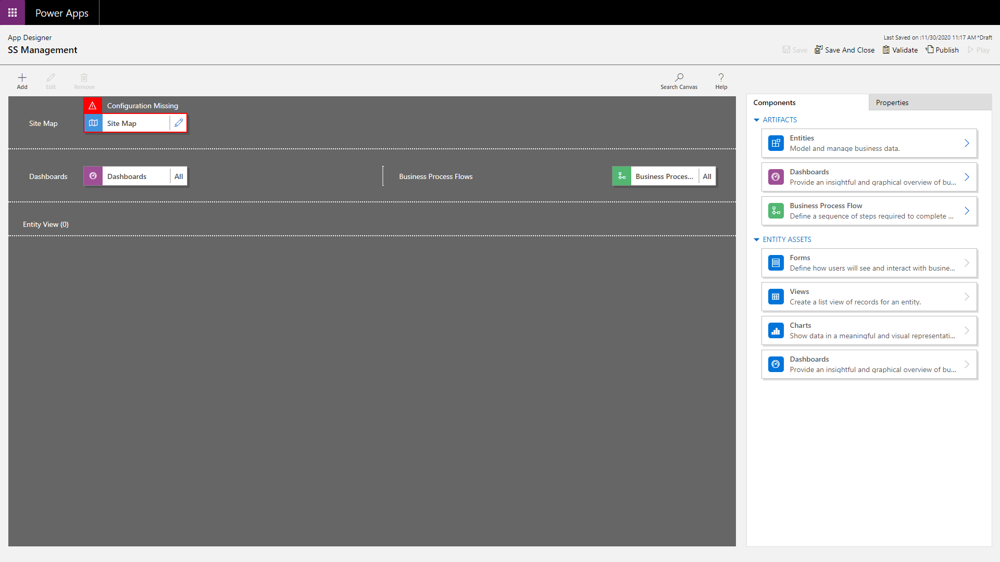 Power Apps
App Designer
SS Management
Last Saved on :11/30/2020 11:17 AM *Draft
Save
Save And Close
Validate
Publish
Play
Add
Edit
Remove
Search Canvas
Help
Configuration Missing
Site Map
Site Map
Dashboards
Dashboards
All
Business Process Flows
Business Proces...
All
Entity View (0)
Components
Properties
ARTIFACTS
Entities
Model and manage business data.
Dashboards
Provide an insightful and graphical overview of bu...
Business Process Flow
Define a sequence of steps required to complete ...
ENTITY ASSETS
Forms
Define how users will see and interact with busine...
Views
Create a list view of records for an entity.
Charts
Show data in a meaningful and visual representati...
Dashboards
Provide an insightful and graphical overview of bu...